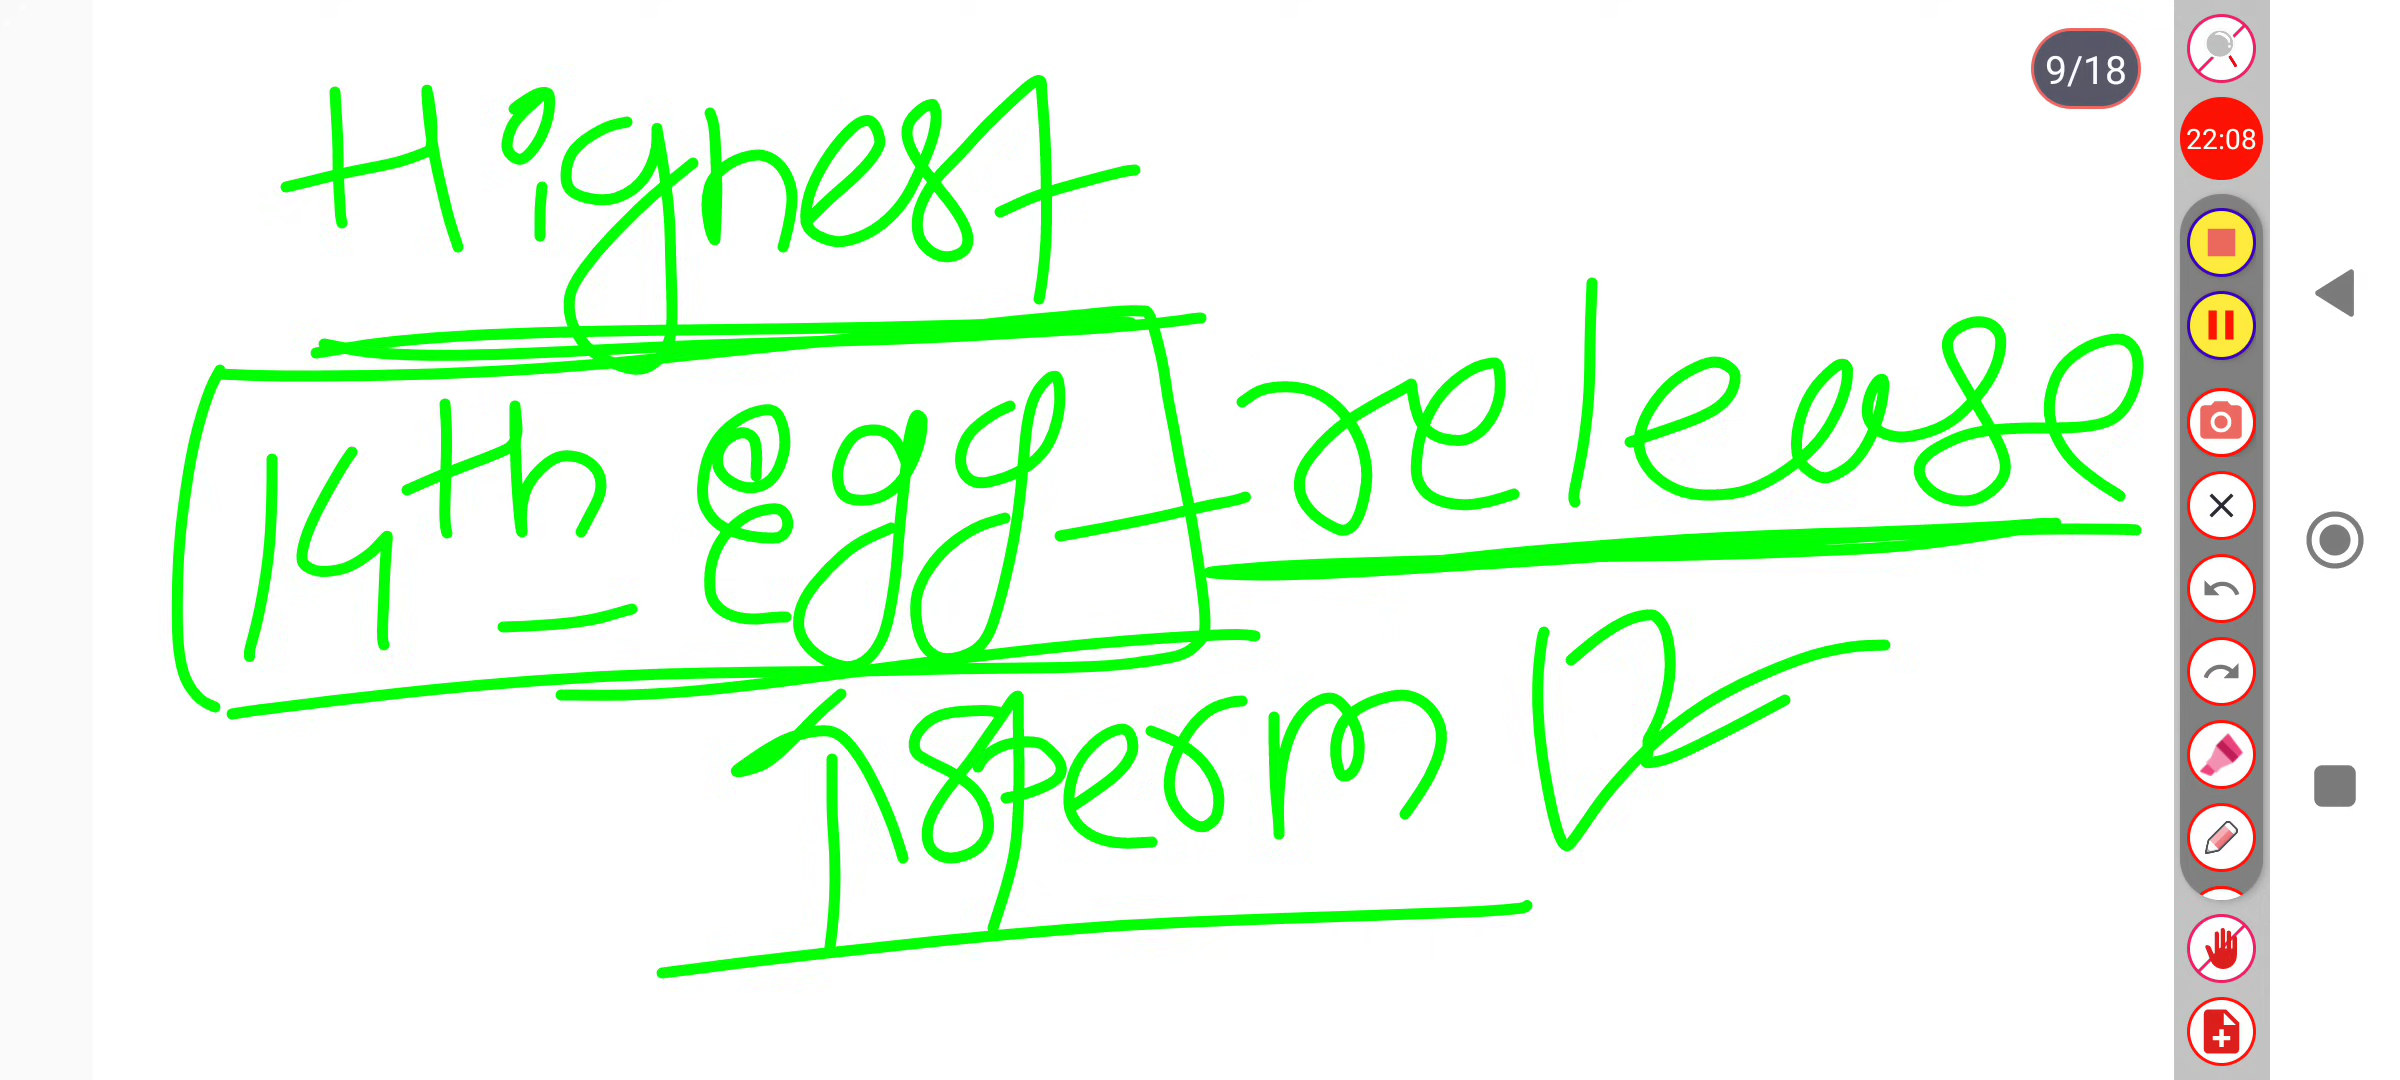 9/18
22:08
Highest
14th Egg - release
↑ sperm